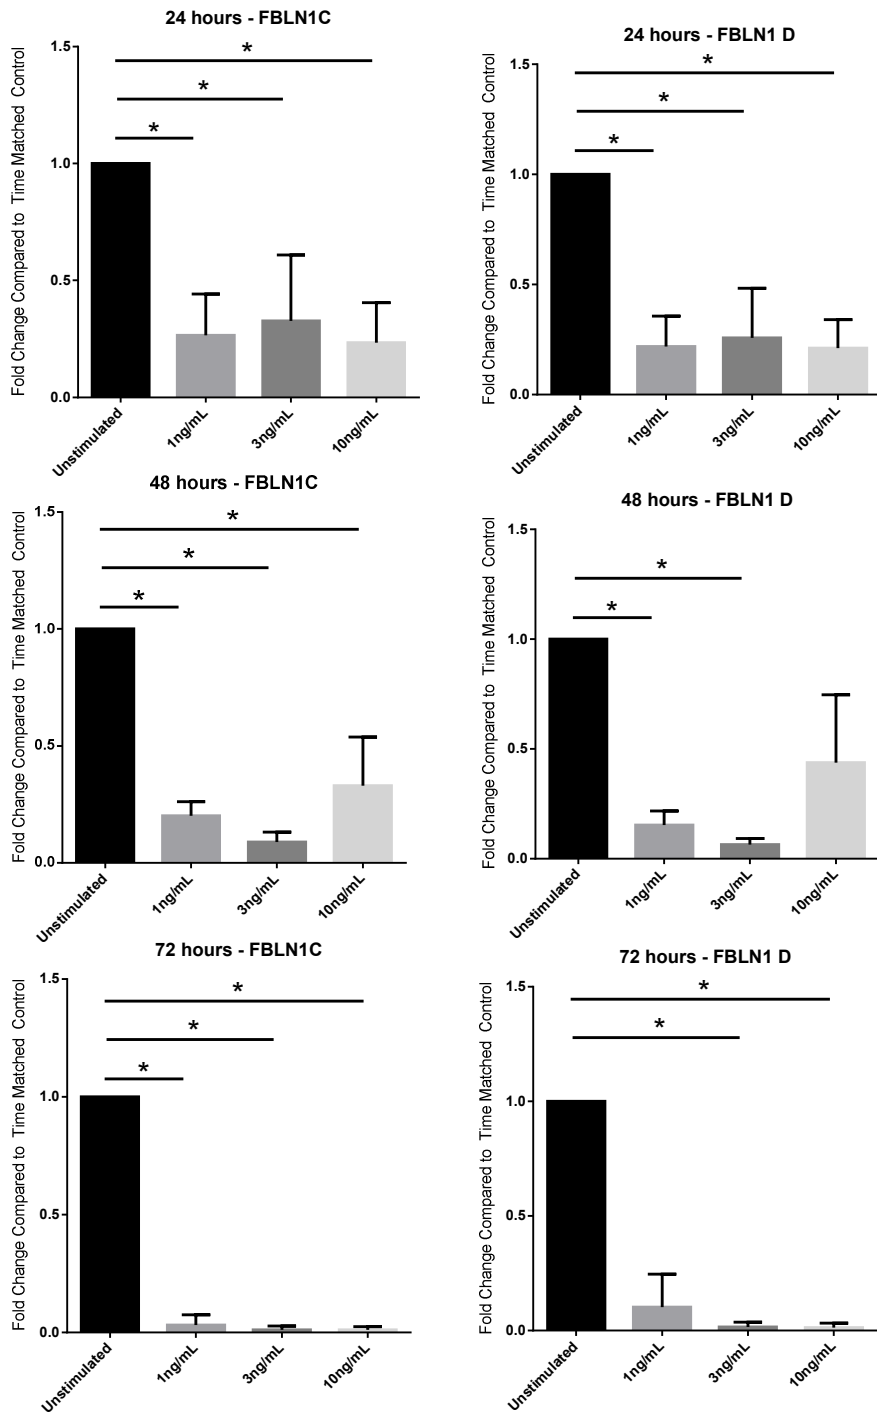 24 hours - FBLN1C
Fold Change Compared to Time Matched Control
1.5
1.0
0.5
0.0
*
*
*
Unstimulated
1ng/mL
3ng/mL
10ng/mL
24 hours - FBLN1 D
Fold Change Compared to Time Matched Control
1.5
1.0
0.5
0.0
*
*
*
Unstimulated
1ng/mL
3ng/mL
10ng/mL
48 hours - FBLN1C
Fold Change Compared to Time Matched Control
1.5
1.0
0.5
0.0
*
*
*
Unstimulated
1ng/mL
3ng/mL
10ng/mL
48 hours - FBLN1 D
Fold Change Compared to Time Matched Control
1.5
1.0
0.5
0.0
*
*
Unstimulated
1ng/mL
3ng/mL
10ng/mL
72 hours - FBLN1C
Fold Change Compared to Time Matched Control
1.5
1.0
0.5
0.0
*
*
*
Unstimulated
1ng/mL
3ng/mL
10ng/mL
72 hours - FBLN1 D
Fold Change Compared to Time Matched Control
1.5
1.0
0.5
0.0
*
*
Unstimulated
1ng/mL
3ng/mL
10ng/mL